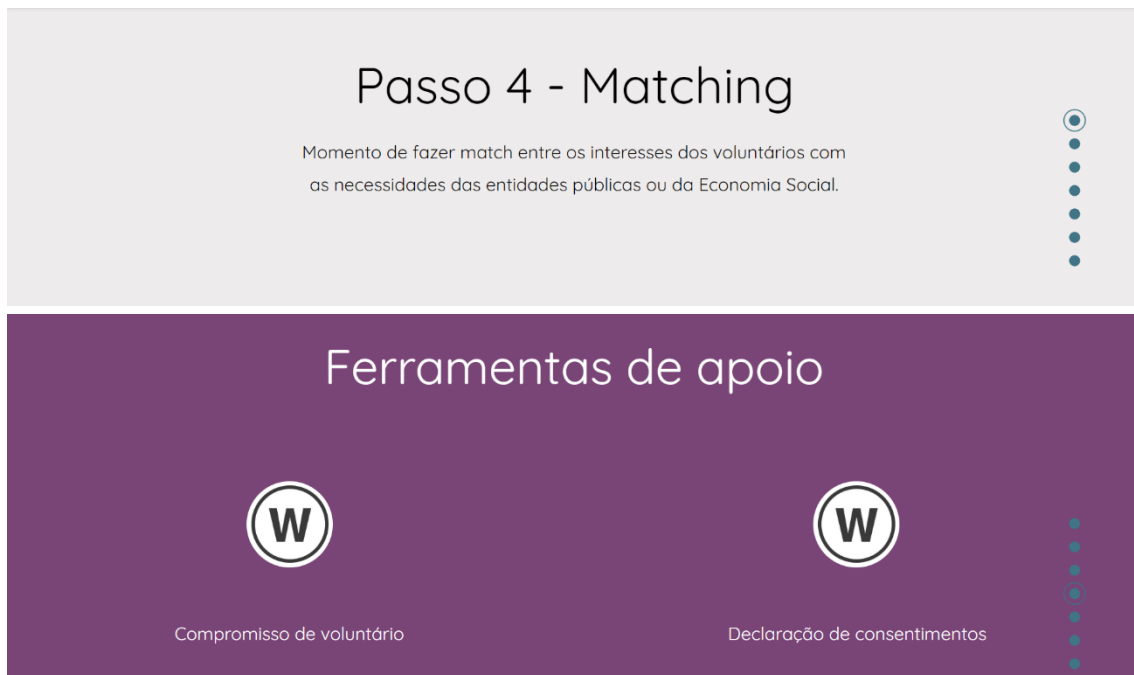 Passo 4 - Matching
Momento de fazer match entre os interesses dos voluntários com
as necessidades das entidades públicas ou da Economia Social.
Ferramentas de apoio
W
W
Compromisso de voluntário
Declaração de consentimentos